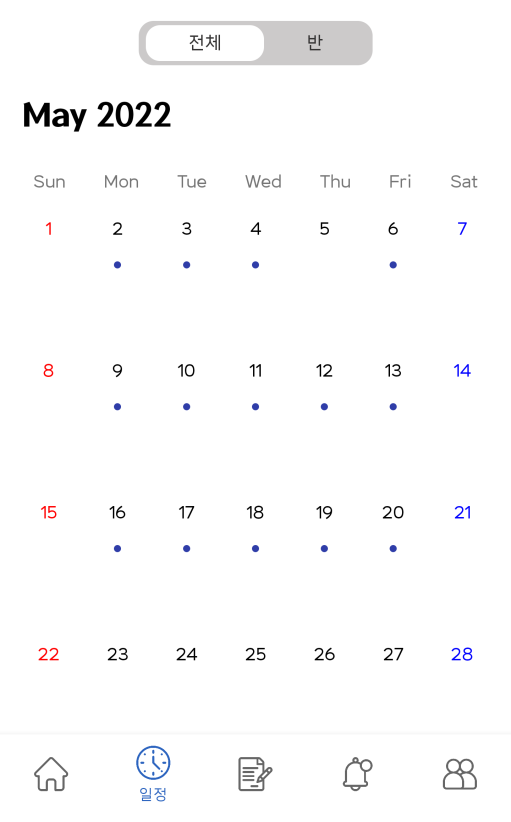 전체 반
May 2022
Sun Mon Tue Wed Thu Fri Sat
1 2 3 4 5 6 7
8 9 10 11 12 13 14
15 16 17 18 19 20 21
22 23 24 25 26 27 28
일정